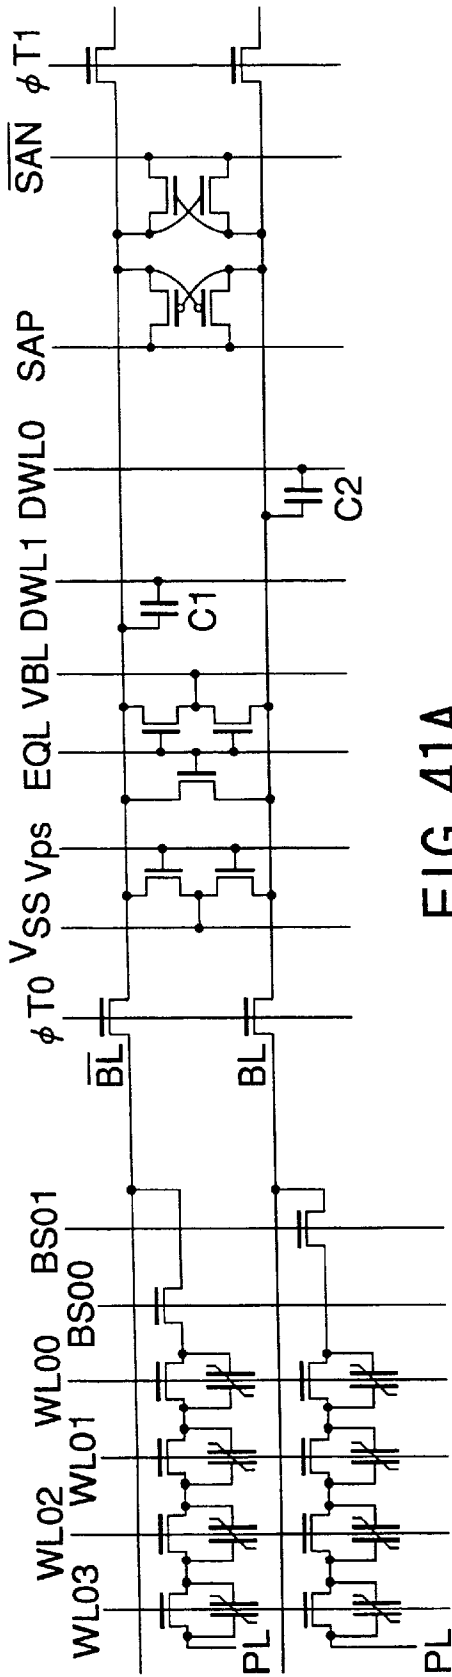 WL03
WL02
WL01
WL00
BS00
BS01
φT0
VSS
Vps
EQL
VBL
DWL1
DWL0
SAP
SAN
φT1
BL
BL
C1
C2
PL
PL
FIG. 41A